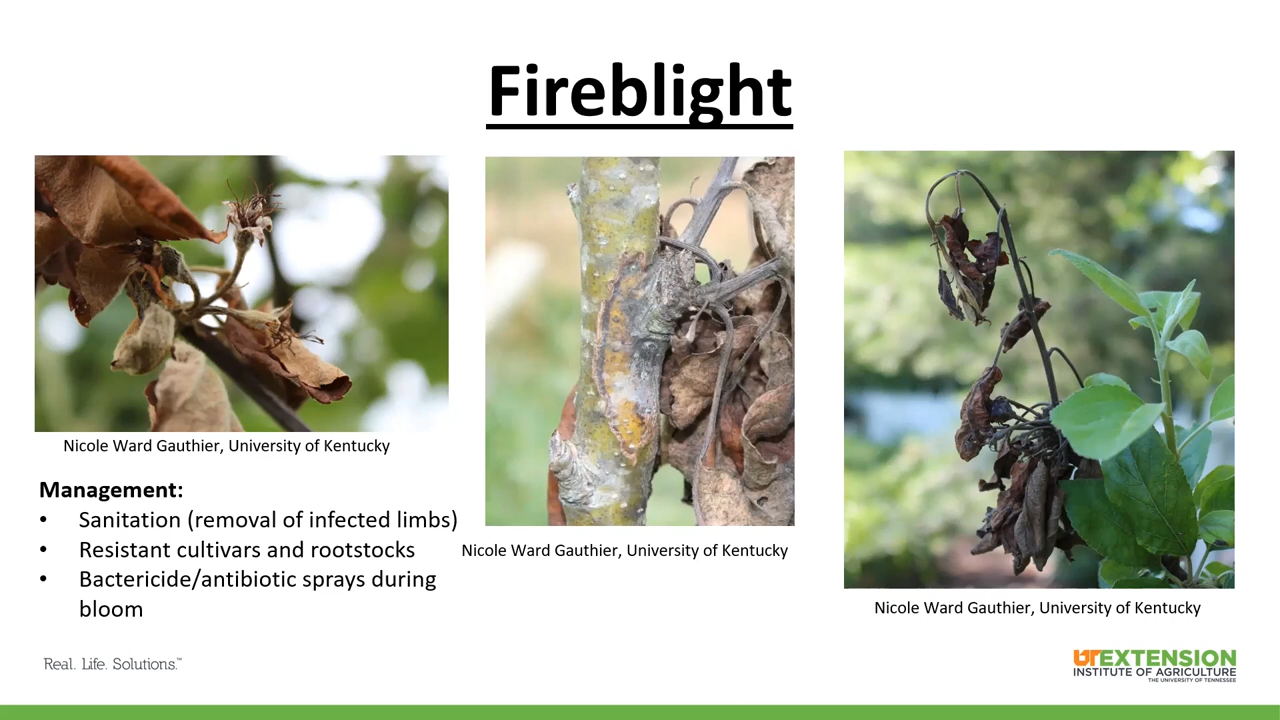 Fireblight
Nicole Ward Gauthier, University of Kentucky
Management:
• Sanitation (removal of infected limbs)
• Resistant cultivars and rootstocks
• Bactericide/antibiotic sprays during
bloom
Nicole Ward Gauthier, University of Kentucky
Nicole Ward Gauthier, University of Kentucky
Real. Life. Solutions.™
UTEXTENSION
INSTITUTE OF AGRICULTURE
THE UNIVERSITY OF TENNESSEE